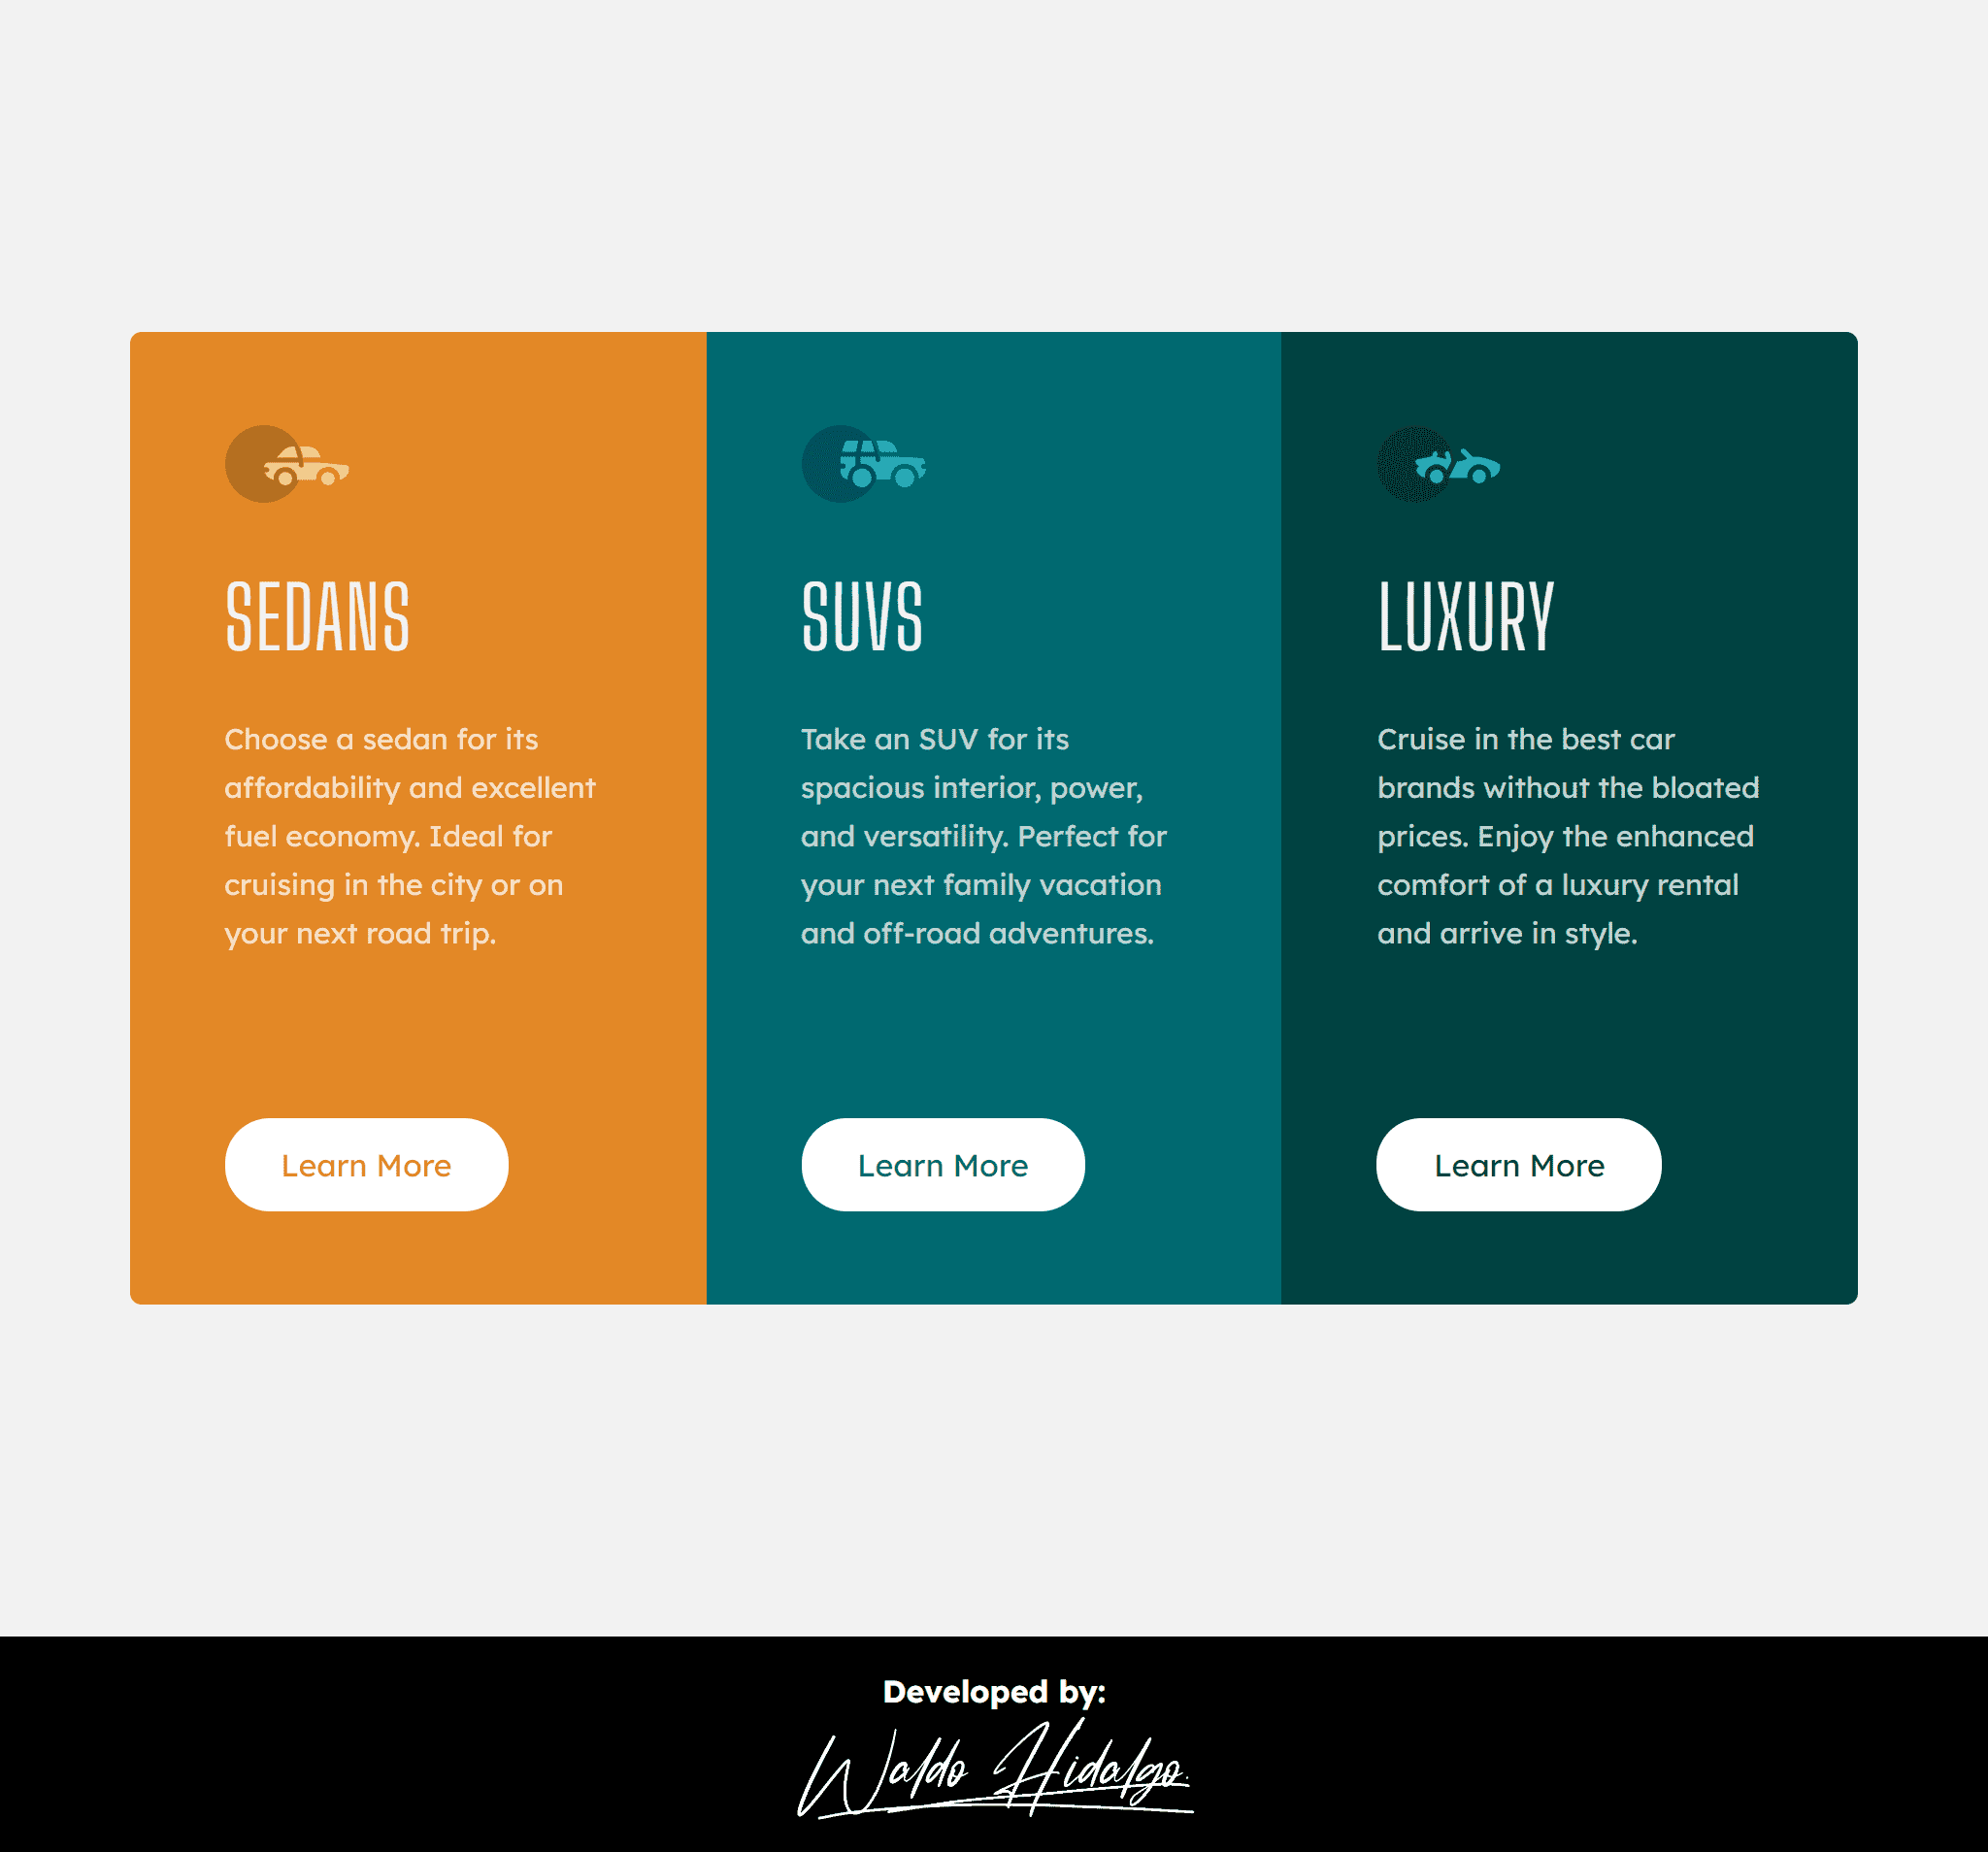 SEDANS
Choose a sedan for its
affordability and excellent
fuel economy. Ideal for
cruising in the city or on
your next road trip.
Learn More
SUVS
Take an SUV for its
spacious interior, power,
and versatility. Perfect for
your next family vacation
and off-road adventures.
Learn More
LUXURY
Cruise in the best car
brands without the bloated
prices. Enjoy the enhanced
comfort of a luxury rental
and arrive in style.
Learn More
Developed by:
Waldo Hidalgo.